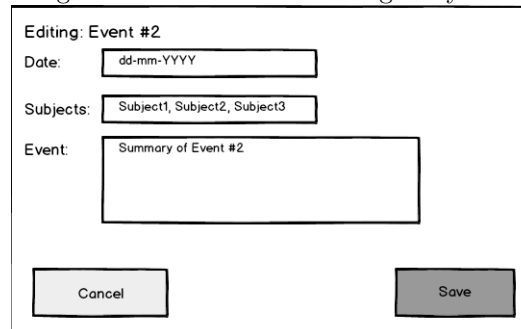 Editing: Event #2
Date: dd-mm-YYYY
Subjects: Subject1, Subject2, Subject3
Event: Summary of Event #2
Cancel Save